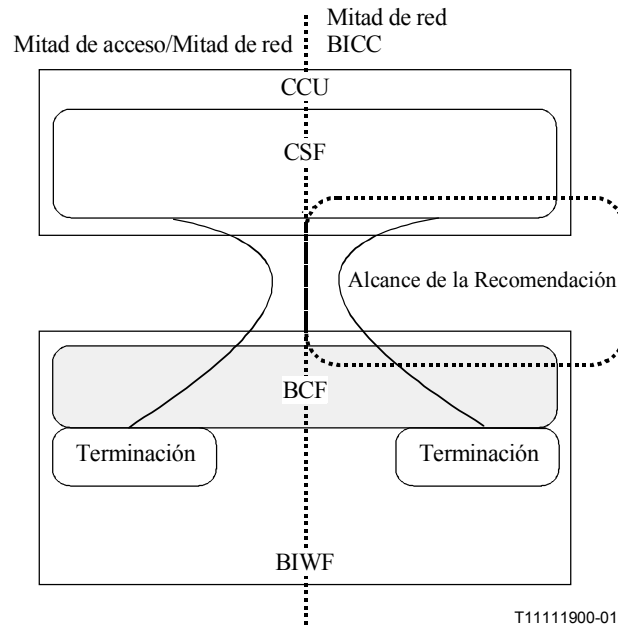 Mitad de acceso/Mitad de red
Mitad de red
BICC
CCU
CSF
Alcance de la Recomendación
BCF
Terminación
Terminación
BIWF
T11111900-01